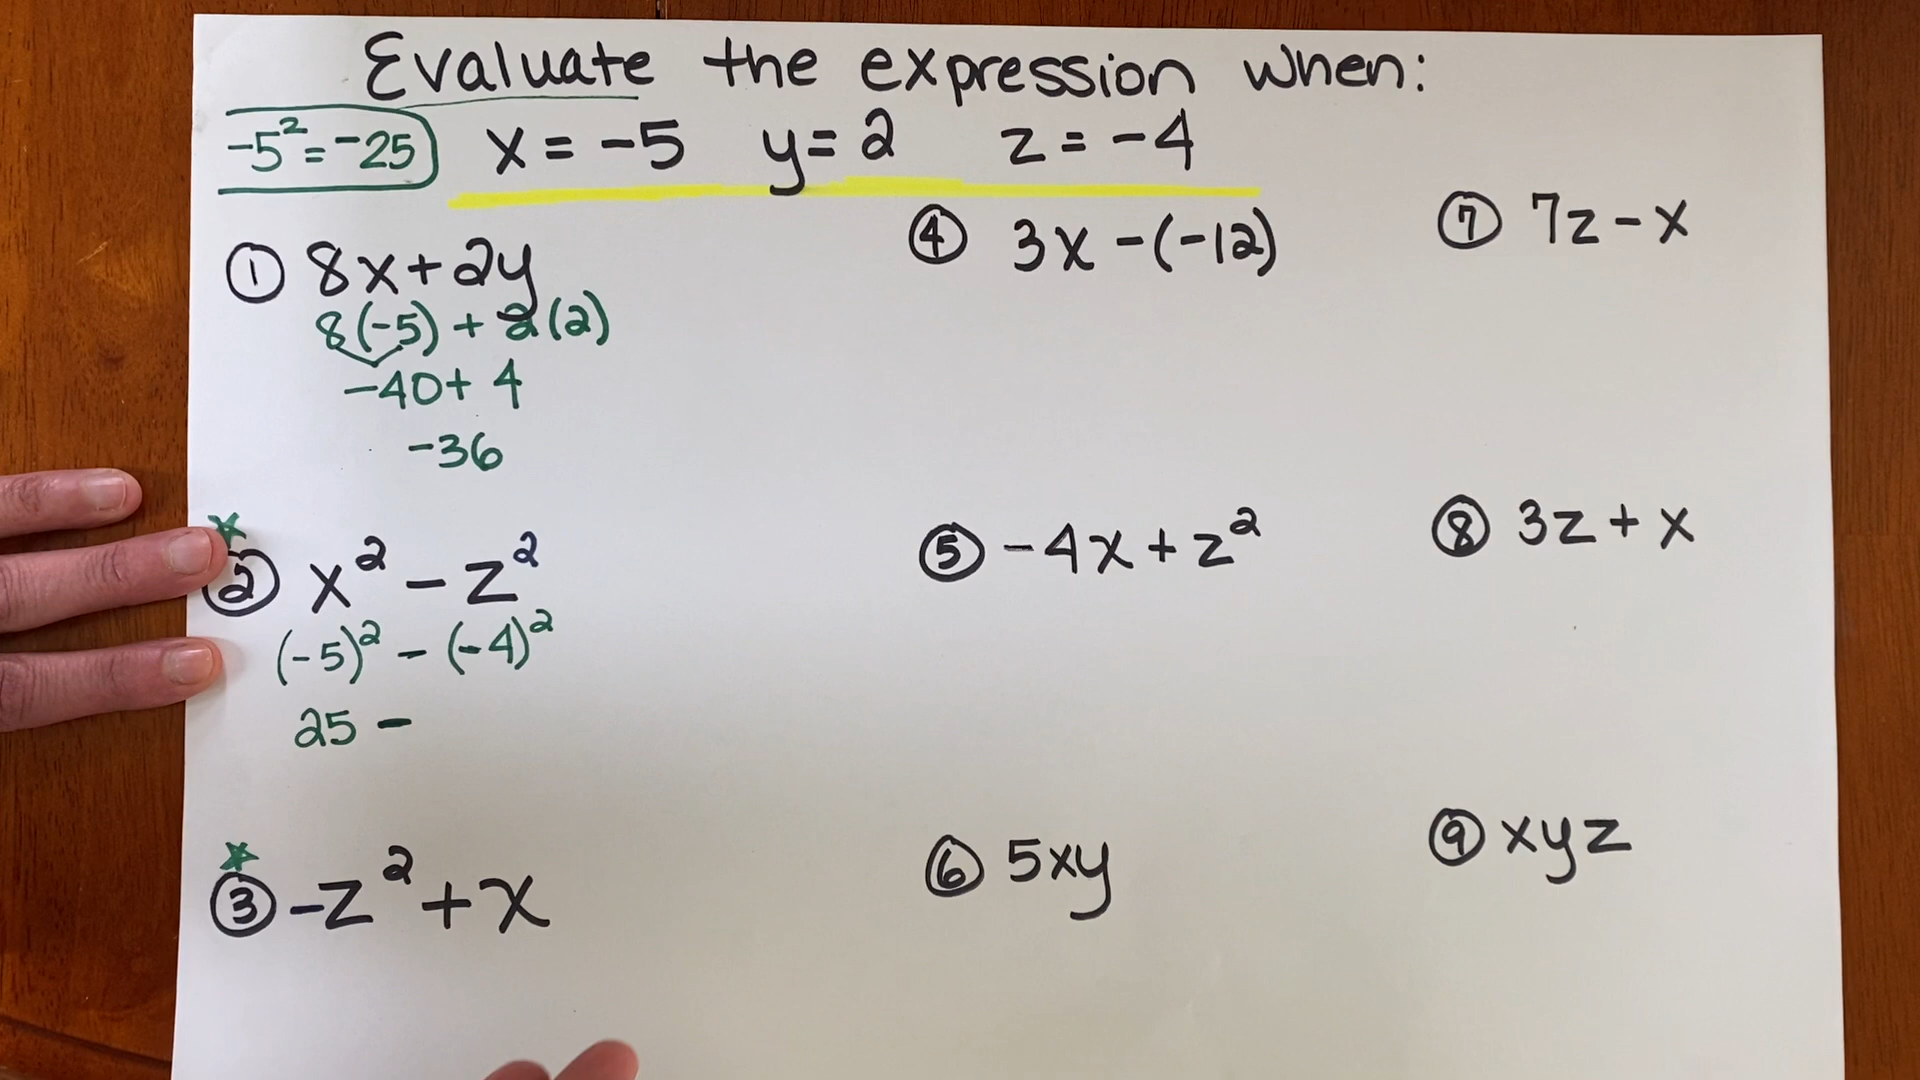 Evaluate the expression when:
-5² = -25
x = -5 y = 2 z = -4
① 8x + 2y
8(-5) + 2(2)
-40 + 4
-36
② x² - z²
(-5)² - (-4)²
25 -
③ -z² + x
④ 3x - (-12)
⑤ -4x + z²
⑥ 5xy
⑦ 7z - x
⑧ 3z + x
⑨ xyz